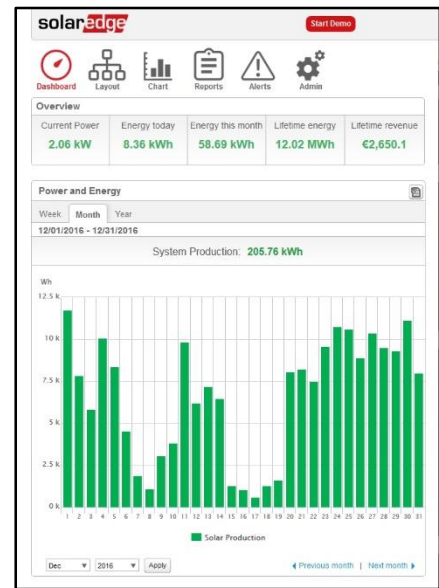 solaredge
Start Demo
Dashboard Layout Chart Reports Alerts Admin
Overview
Current Power Energy today Energy this month Lifetime energy Lifetime revenue
2.06 kW 8.36 kWh 58.69 kWh 12.02 MWh €2,650.1
Power and Energy
Week Month Year
12/01/2016 - 12/31/2016
System Production: 205.76 kWh
Wh
12.5 k
10 k
7.5 k
5 k
2.5 k
0 k
1 2 3 4 5 6 7 8 9 10 11 12 13 14 15 16 17 18 19 20 21 22 23 24 25 26 27 28 29 30 31
Solar Production
Dec 2016 Apply Previous month | Next month